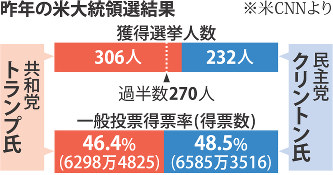 昨年の米大統領選結果 ※米CNNより
獲得選挙人数
306人 232人
過半数270人
共和党
トランプ氏
民主党
クリントン氏
一般投票得票率(得票数)
46.4% 48.5%
(6298万4825) (6585万3516)